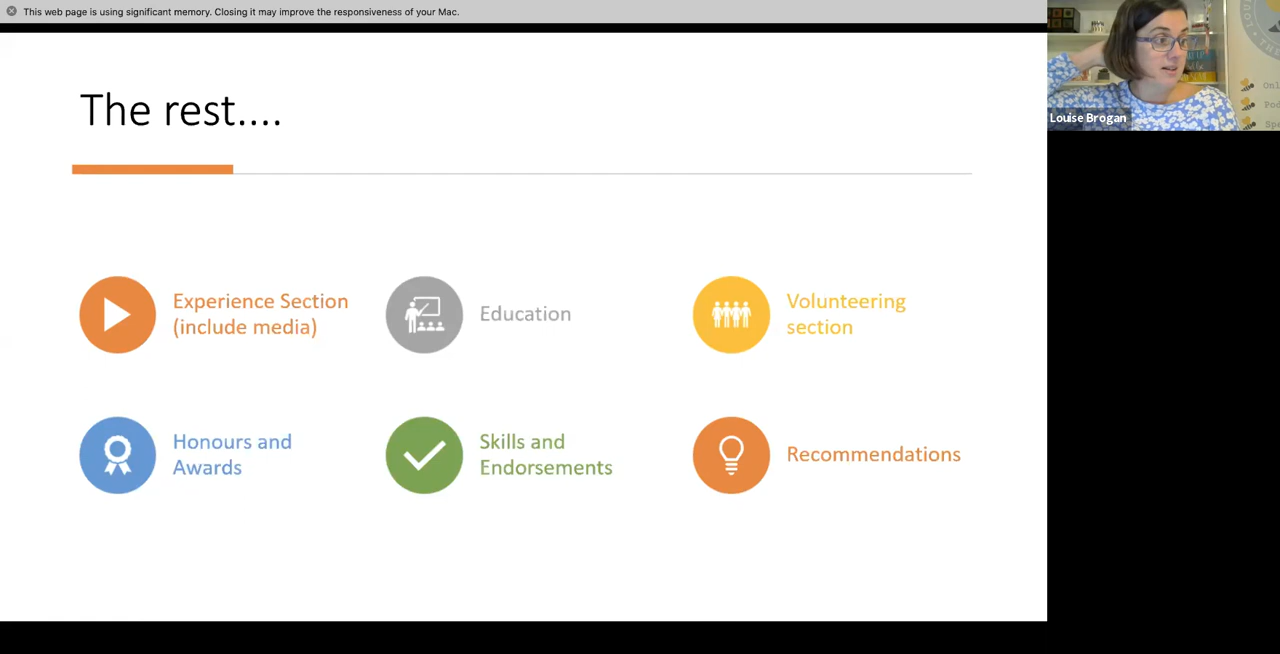 This web page is using significant memory. Closing it may improve the responsiveness of your Mac.
The rest....
Experience Section
(include media)
Education
Volunteering
section
Honours and
Awards
Skills and
Endorsements
Recommendations
Louise Brogan